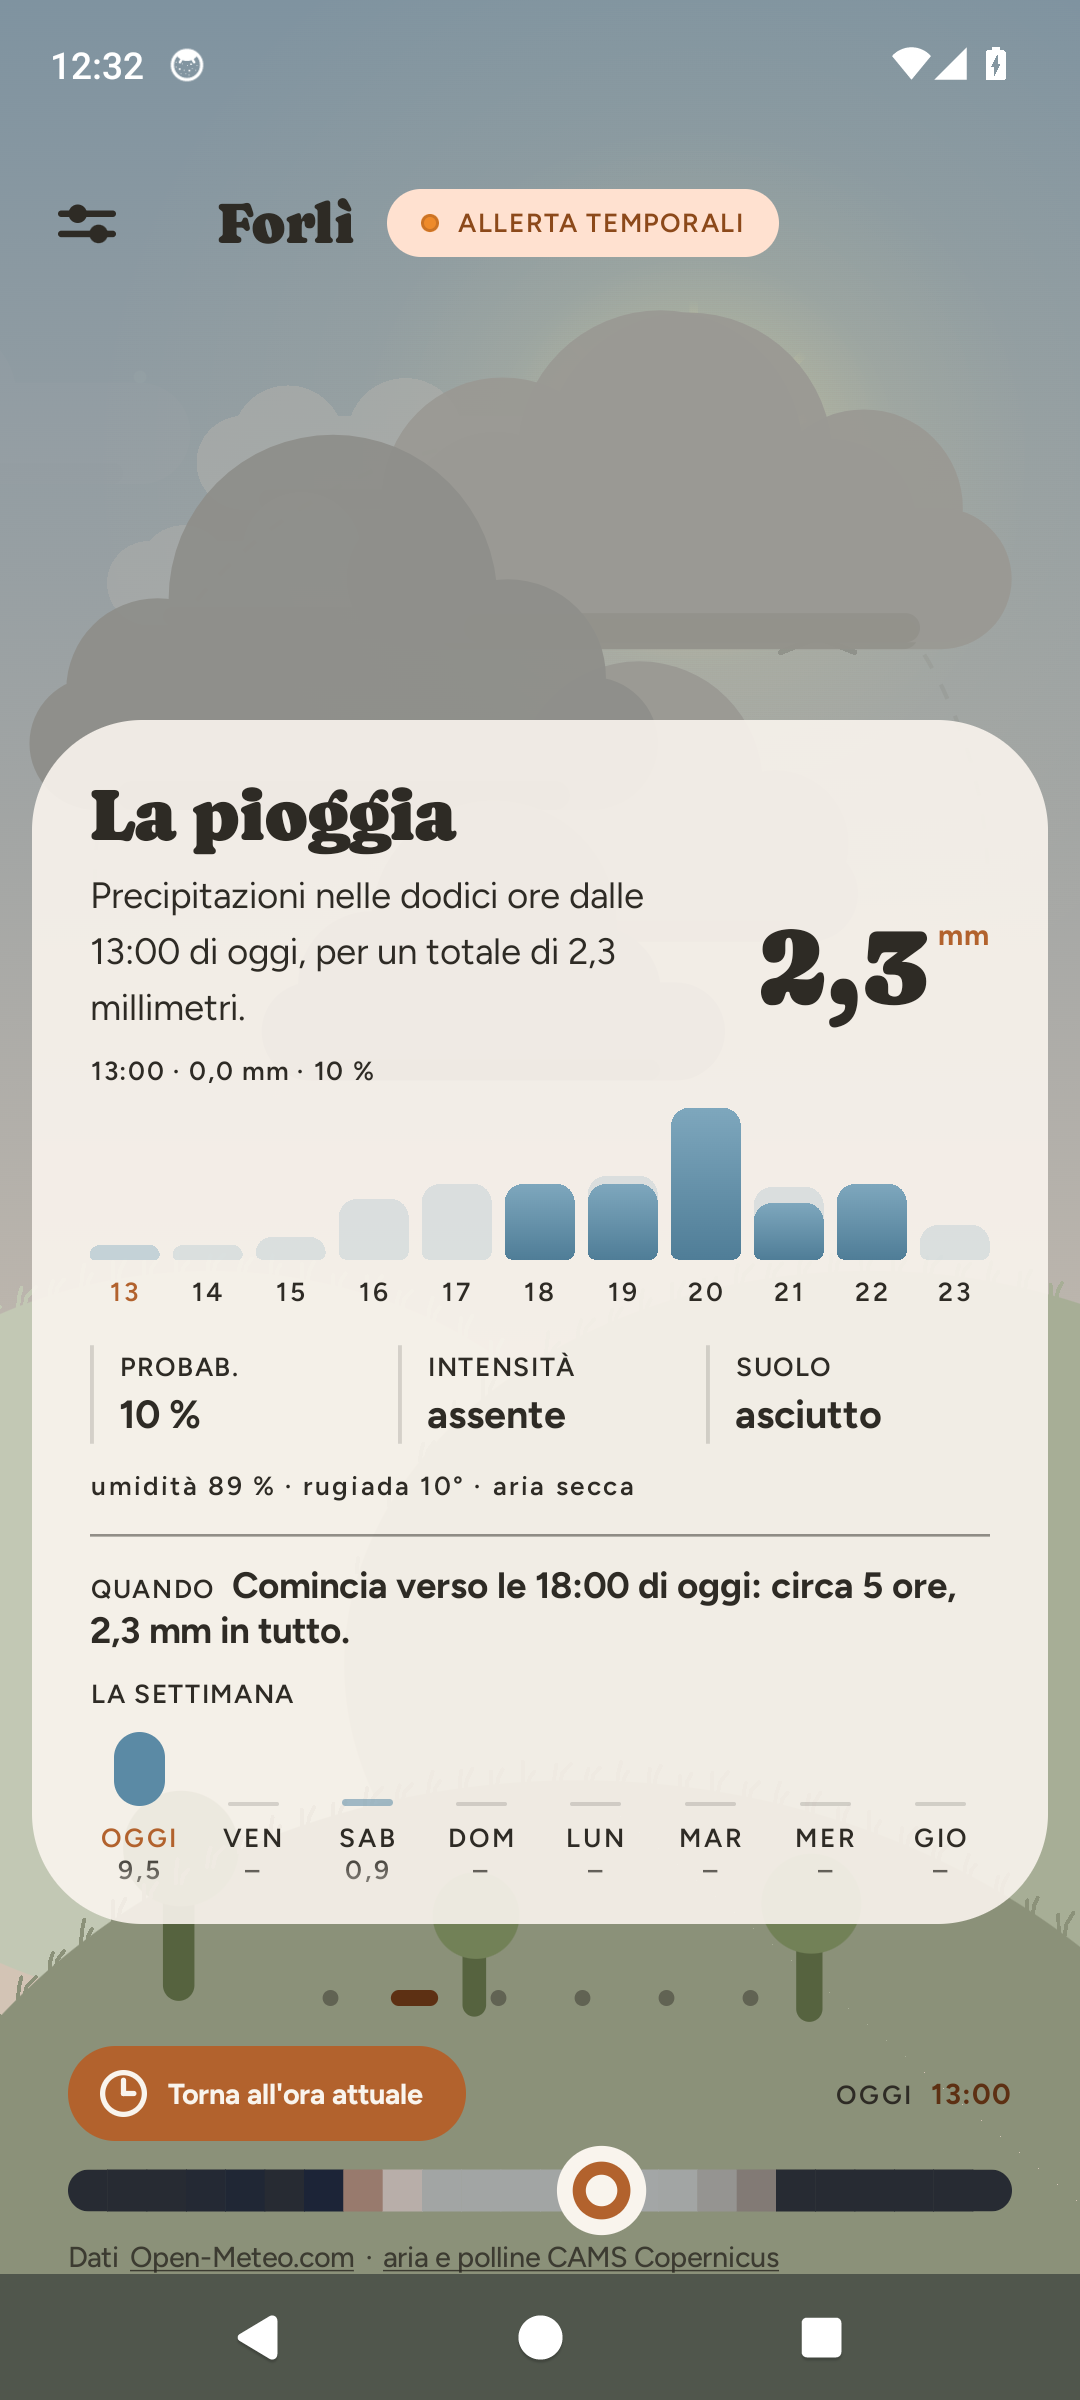 12:32
Forlì
ALLERTA TEMPORALI
La pioggia
Precipitazioni nelle dodici ore dalle
13:00 di oggi, per un totale di 2,3
millimetri.
2,3 mm
13:00 · 0,0 mm · 10 %
13 14 15 16 17 18 19 20 21 22 23
PROBAB. INTENSITÀ SUOLO
10 % assente asciutto
umidità 89 % · rugiada 10° · aria secca
QUANDO Comincia verso le 18:00 di oggi: circa 5 ore,
2,3 mm in tutto.
LA SETTIMANA
OGGI VEN SAB DOM LUN MAR MER GIO
9,5 – 0,9 – – – – –
Torna all'ora attuale
OGGI 13:00
Dati Open-Meteo.com · aria e polline CAMS Copernicus